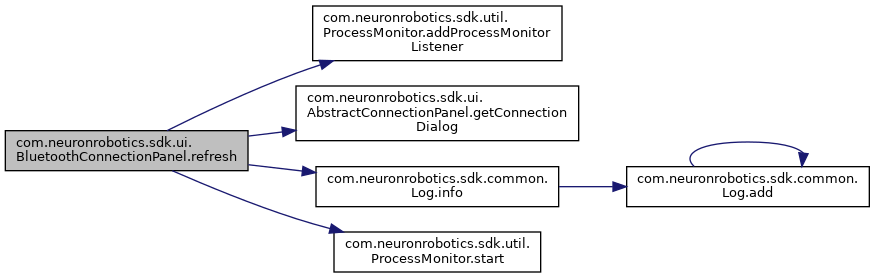 com.neuronrobotics.sdk.util.
ProcessMonitor.addProcessMonitor
Listener
com.neuronrobotics.sdk.ui.
AbstractConnectionPanel.getConnection
Dialog
com.neuronrobotics.sdk.ui.
BluetoothConnectionPanel.refresh
com.neuronrobotics.sdk.common.
Log.info
com.neuronrobotics.sdk.common.
Log.add
com.neuronrobotics.sdk.util.
ProcessMonitor.start